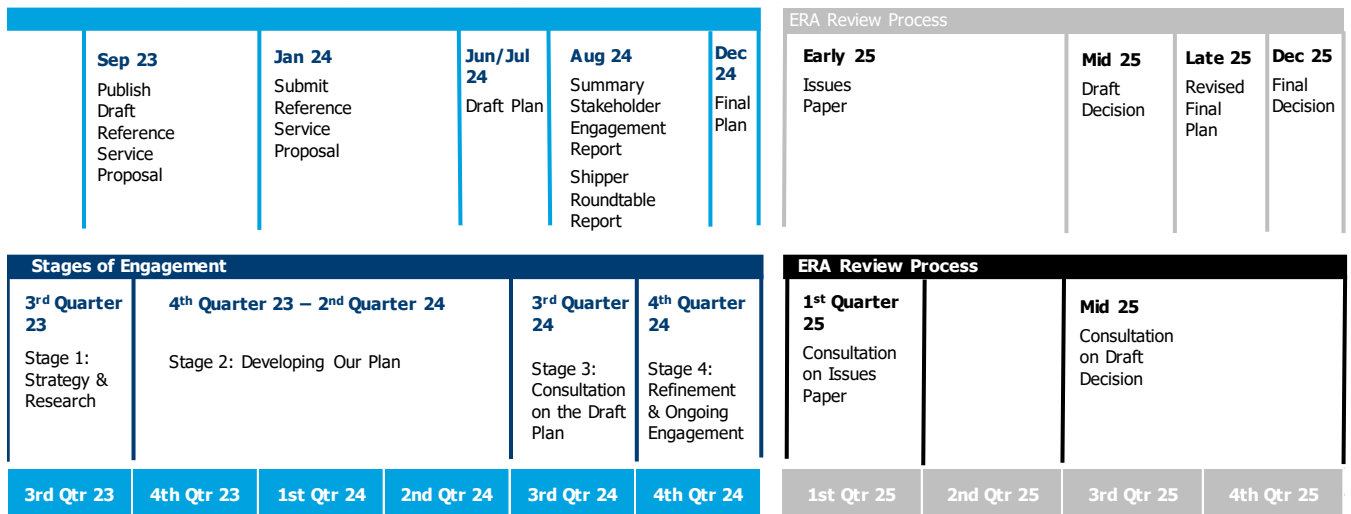 ERA Review Process
Sep 23
Publish
Draft
Reference
Service
Proposal
Jan 24
Submit
Reference
Service
Proposal
Jun/Jul
24
Draft Plan
Aug 24
Summary
Stakeholder
Engagement
Report
Shipper
Roundtable
Report
Dec
24
Final
Plan
Early 25
Issues
Paper
Mid 25
Draft
Decision
Late 25
Revised
Final
Plan
Dec 25
Final
Decision
Stages of Engagement
3rd Quarter
23
Stage 1:
Strategy &
Research
4th Quarter 23 – 2nd Quarter 24
Stage 2: Developing Our Plan
3rd Quarter
24
Stage 3:
Consultation
on the Draft
Plan
4th Quarter
24
Stage 4:
Refinement
& Ongoing
Engagement
ERA Review Process
1st Quarter
25
Consultation
on Issues
Paper
Mid 25
Consultation
on Draft
Decision
3rd Qtr 23
4th Qtr 23
1st Qtr 24
2nd Qtr 24
3rd Qtr 24
4th Qtr 24
1st Qtr 25
2nd Qtr 25
3rd Qtr 25
4th Qtr 25